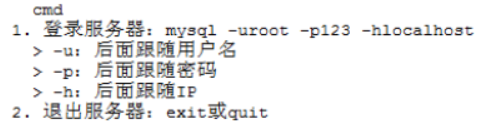 cmd
1. 登录服务器：mysql -uroot -p123 -hlocalhost
> -u：后面跟随用户名
> -p：后面跟随密码
> -h：后面跟随IP
2. 退出服务器：exit或quit